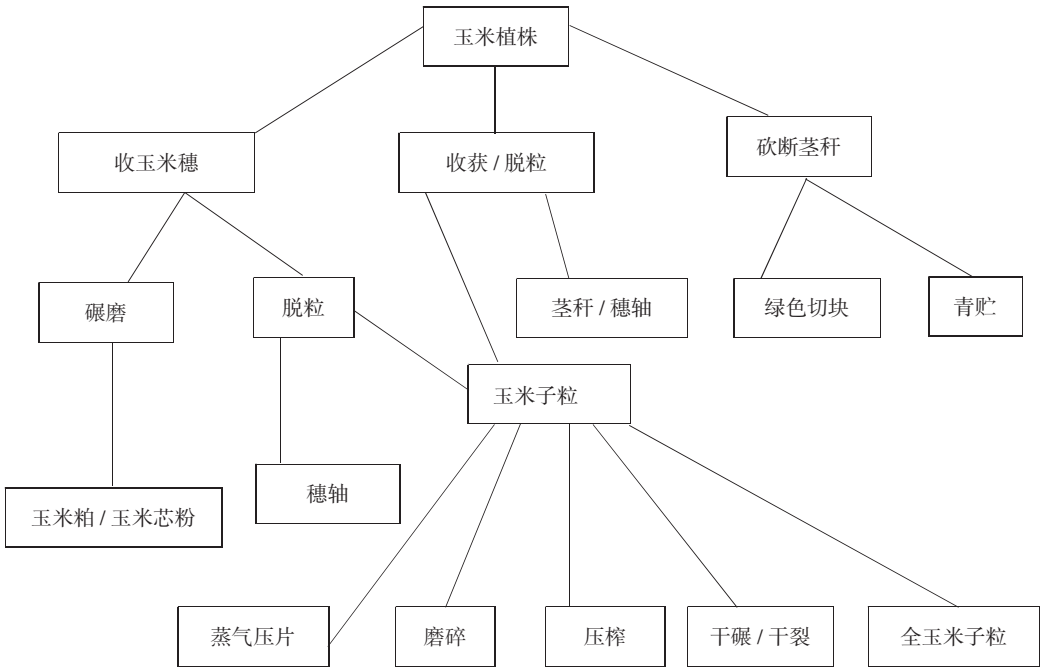 玉米植株
收玉米穗
收获 / 脱粒
砍断茎秆
碾磨
脱粒
茎秆 / 穗轴
绿色切块
青贮
玉米子粒
穗轴
玉米粕 / 玉米芯粉
蒸气压片
磨碎
压榨
干碾 / 干裂
全玉米子粒